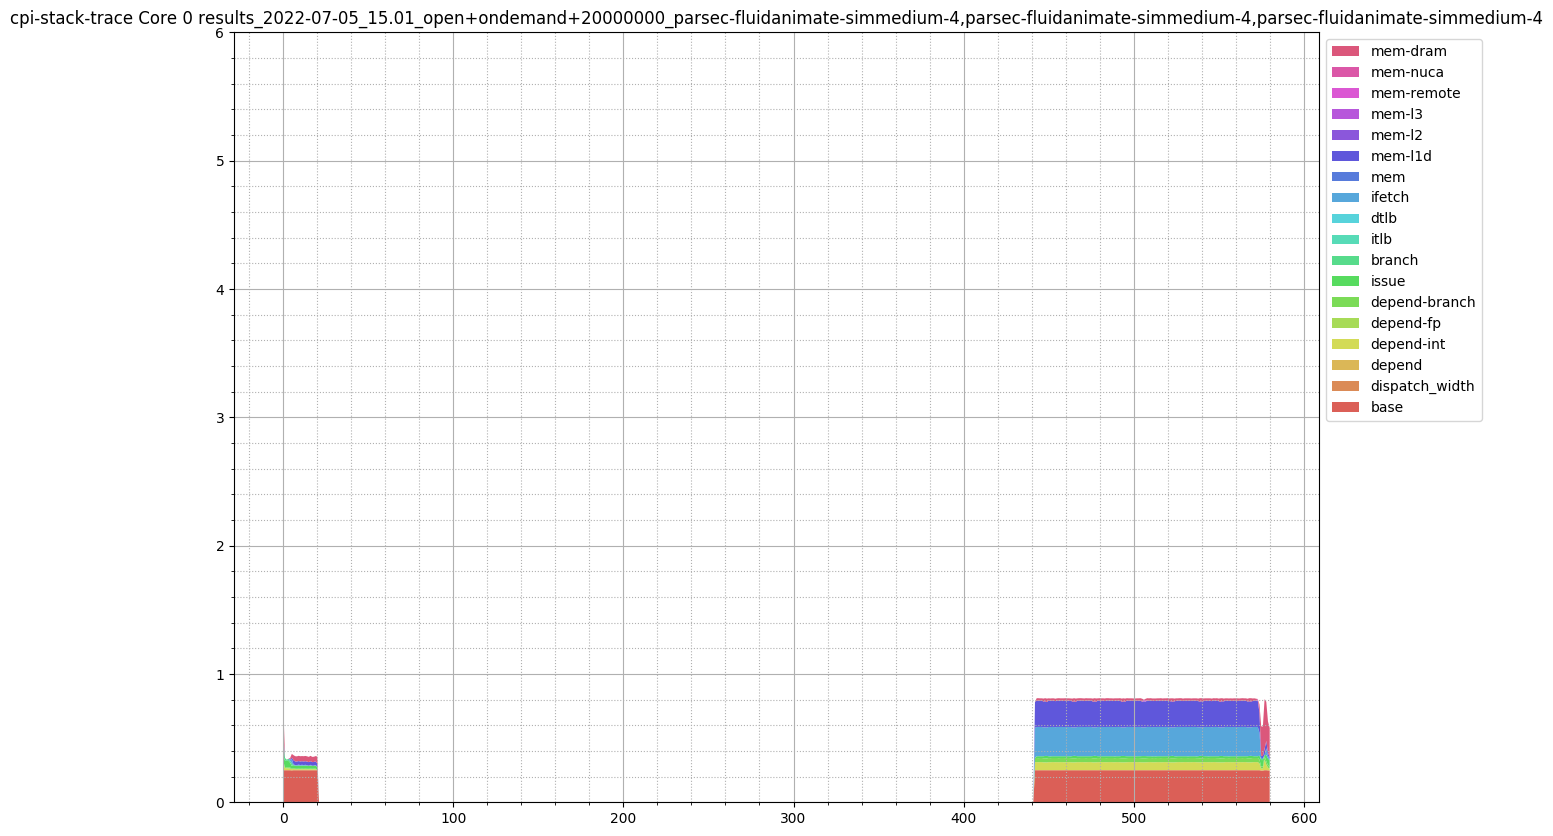 cpi-stack-trace Core 0 results_2022-07-05_15.01_open+ondemand+20000000_parsec-fluidanimate-simmedium-4,parsec-fluidanimate-simmedium-4,parsec-fluidanimate-simmedium-4
6
5
4
3
2
1
0
0 100 200 300 400 500 600
mem-dram
mem-nuca
mem-remote
mem-l3
mem-l2
mem-l1d
mem
ifetch
dtlb
itlb
branch
issue
depend-branch
depend-fp
depend-int
depend
dispatch_width
base